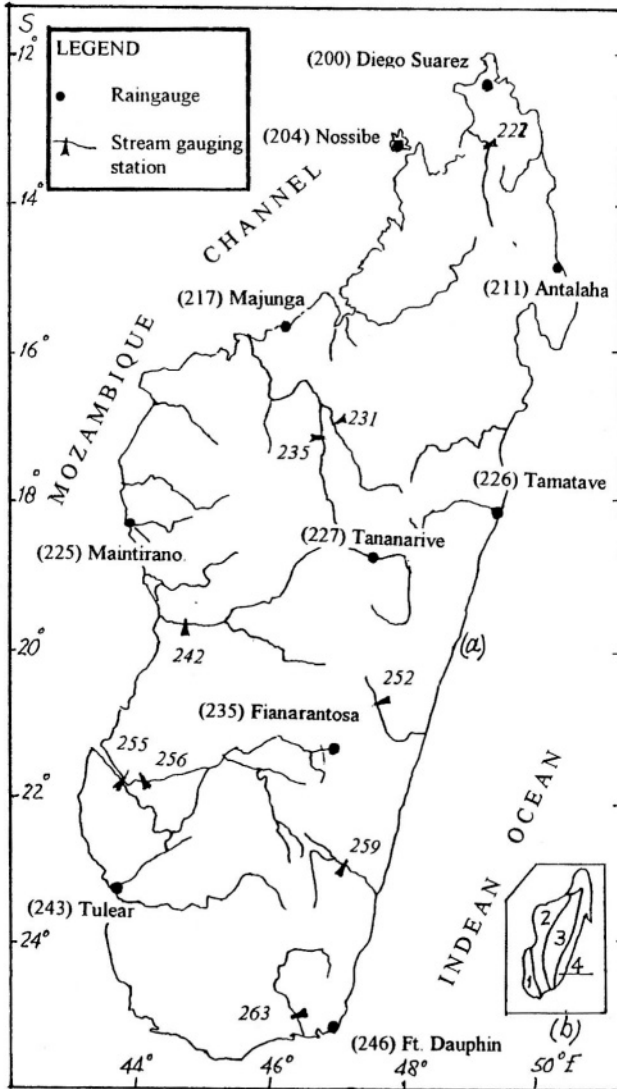 S
12°
14°
16°
18°
20°
22°
24°
LEGEND
Raingauge
Stream gauging
station
(200) Diego Suarez
(204) Nossibe
CHANNEL
(211) Antalaha
(217) Majunga
MOZAMBIQUE
231
235
(226) Tamatave
(227) Tananarive
(225) Maintirano
242
(a)
252
(235) Fianarantosa
255
256
259
INDEAN OCEAN
(243) Tulear
263
(246) Ft. Dauphin
2
3
1
4
(b)
44°
46°
48°
50°E